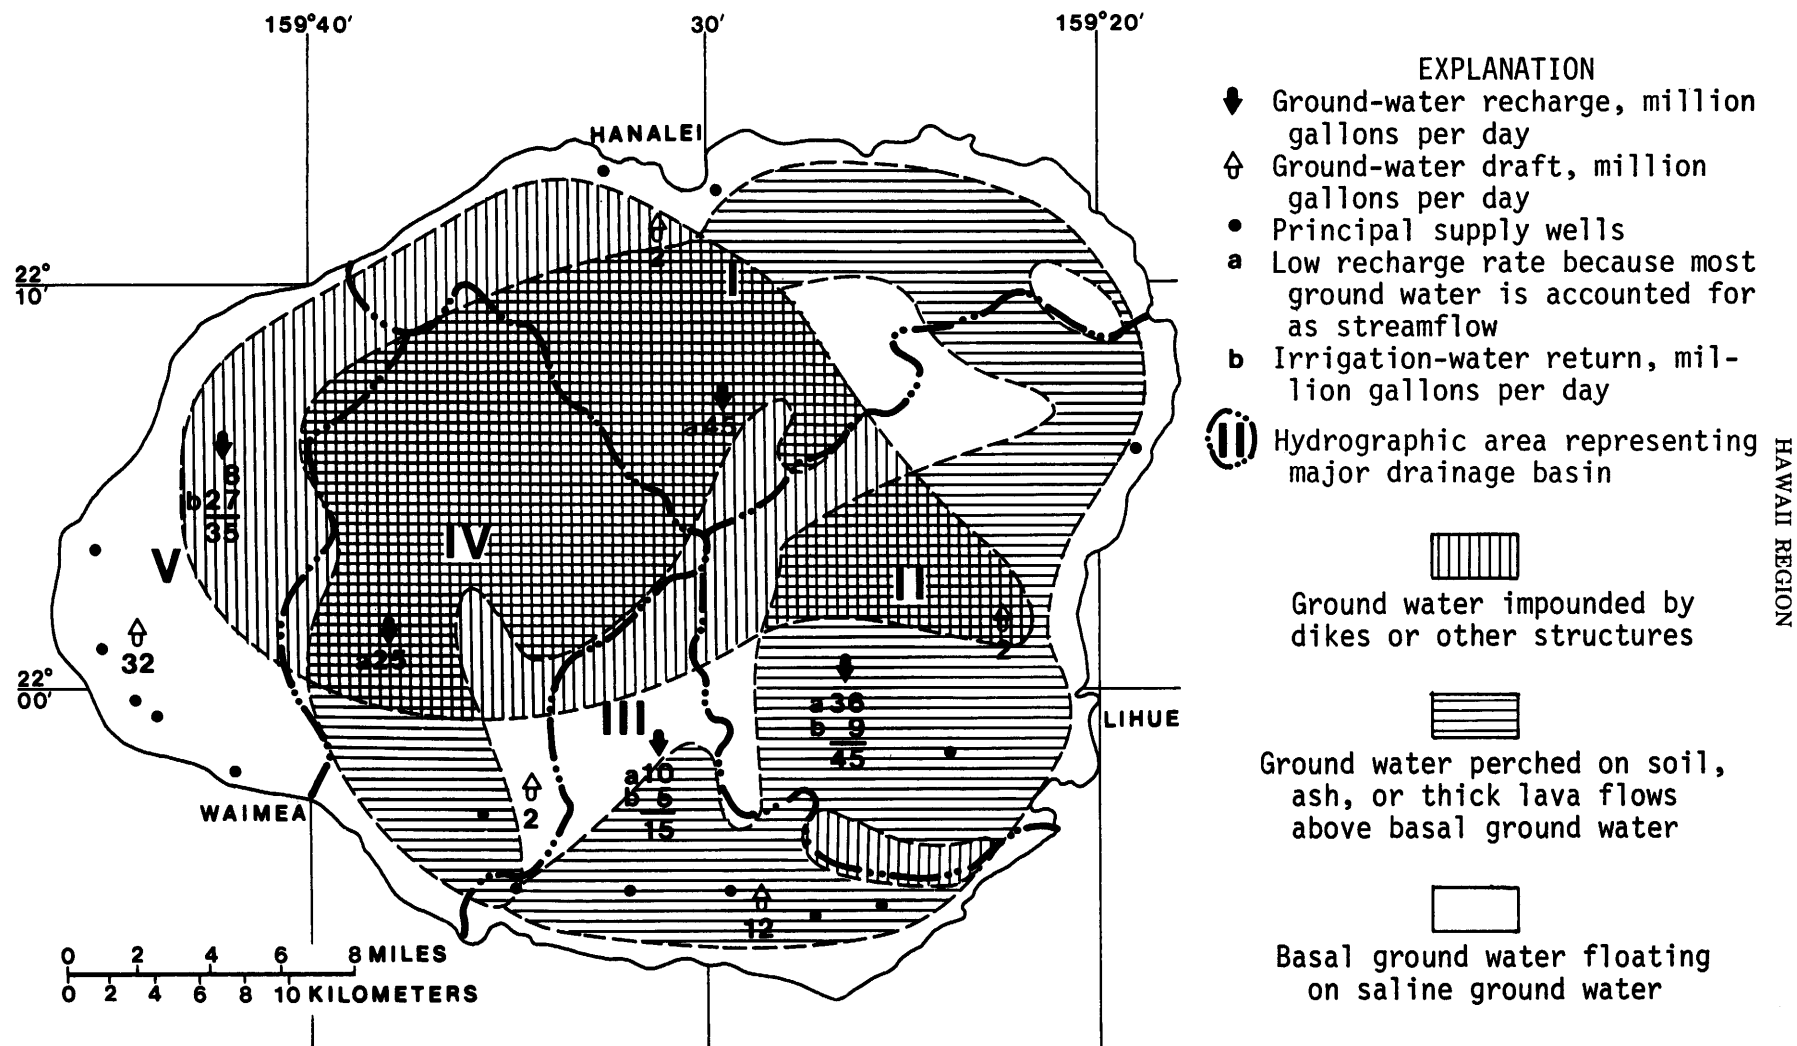 159°40′ 30′ 159°20′
HANALEI
22°
10′
I
2
a 45
8
b 27
35
IV
V
II
2
32
a25
22°
00′
LIHUE
III
a 36
b 9
45
a10
b 5
15
2
WAIMEA
12
0 2 4 6 8 MILES
0 2 4 6 8 10 KILOMETERS
EXPLANATION
Ground-water recharge, million
gallons per day
Ground-water draft, million
gallons per day
Principal supply wells
a Low recharge rate because most
ground water is accounted for
as streamflow
b Irrigation-water return, mil-
lion gallons per day
II Hydrographic area representing
major drainage basin
Ground water impounded by
dikes or other structures
Ground water perched on soil,
ash, or thick lava flows
above basal ground water
Basal ground water floating
on saline ground water
HAWAII REGION